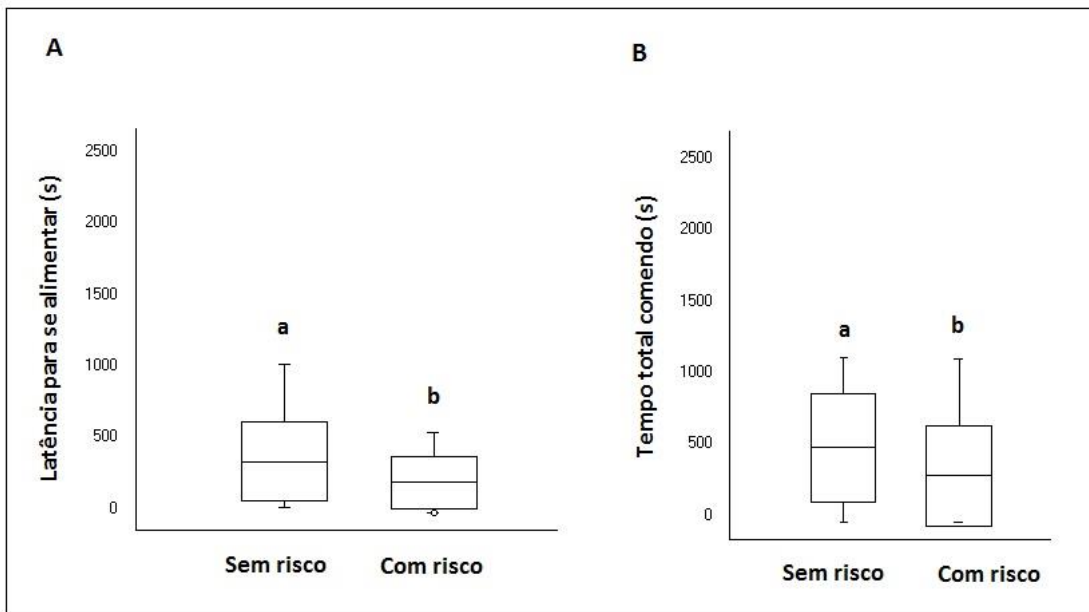 A
Latência para se alimentar (s)
2500
2000
1500
1000
500
0
a
b
Sem risco
Com risco
B
Tempo total comendo (s)
2500
2000
1500
1000
500
0
a
b
Sem risco
Com risco